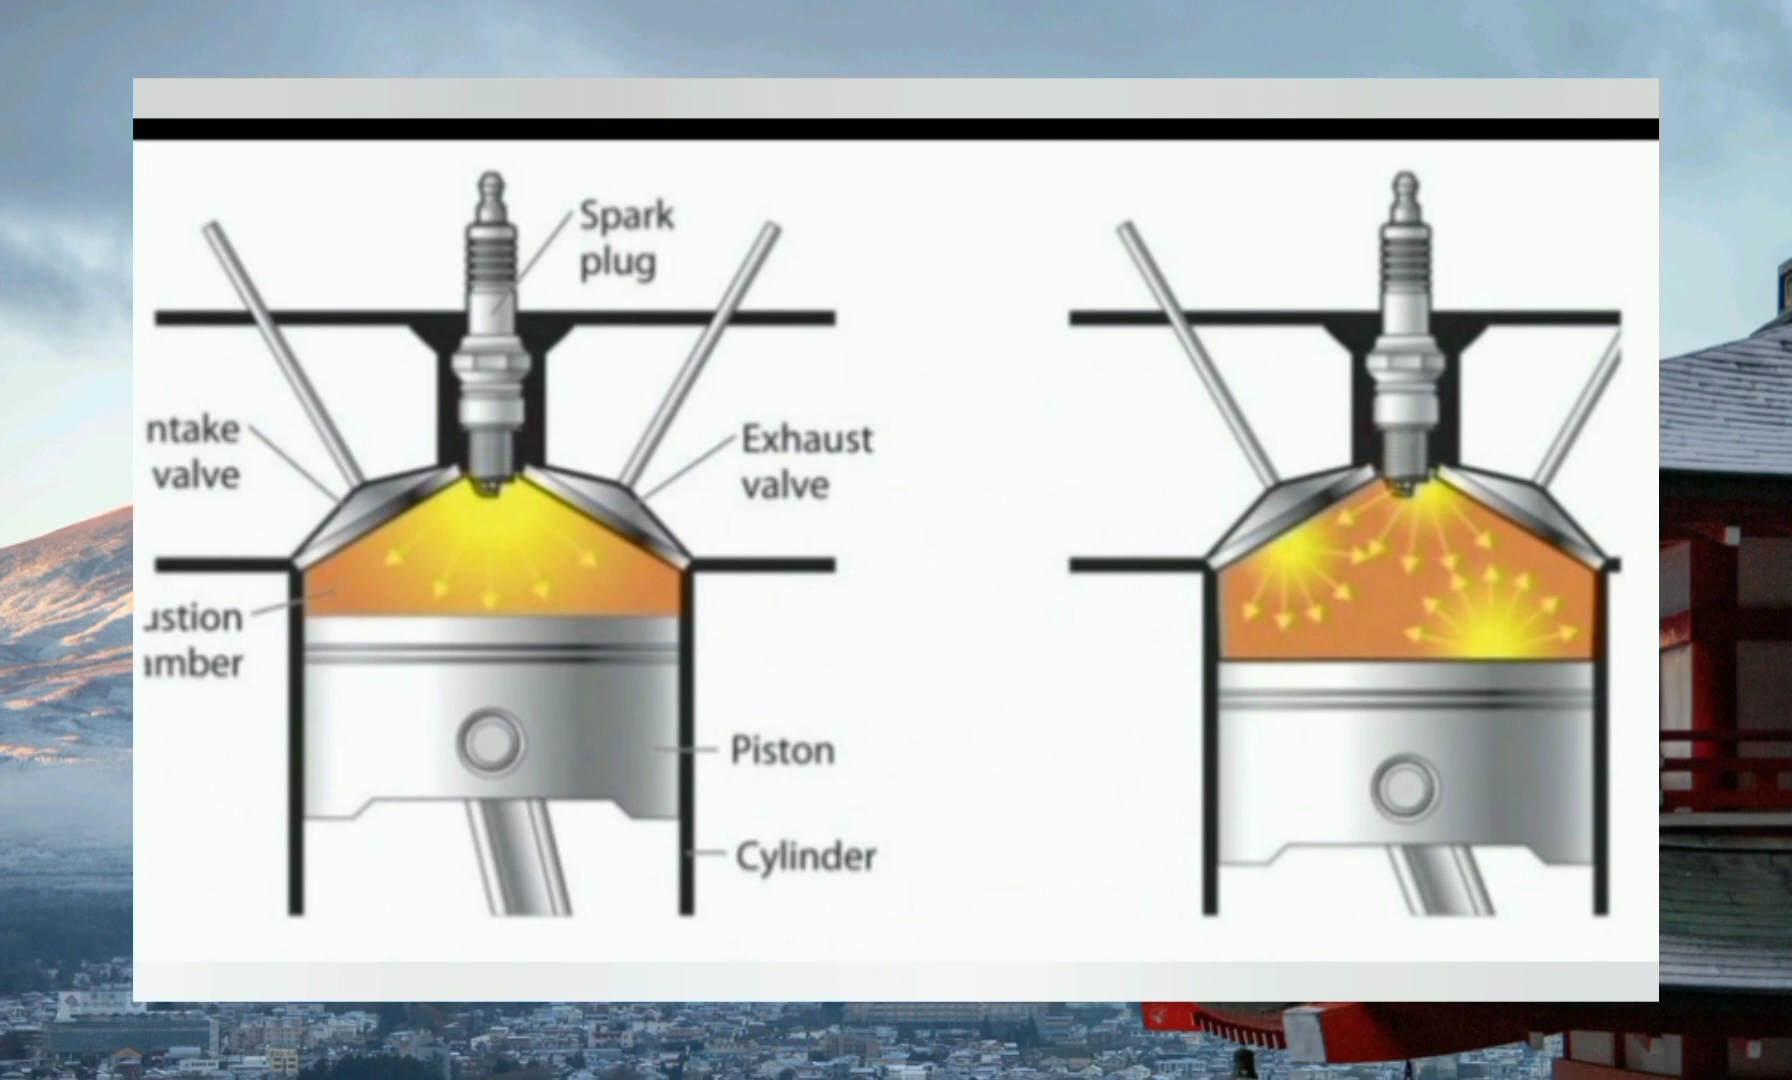 Spark
plug
ntake
valve
Exhaust
valve
ustion
amber
Piston
Cylinder